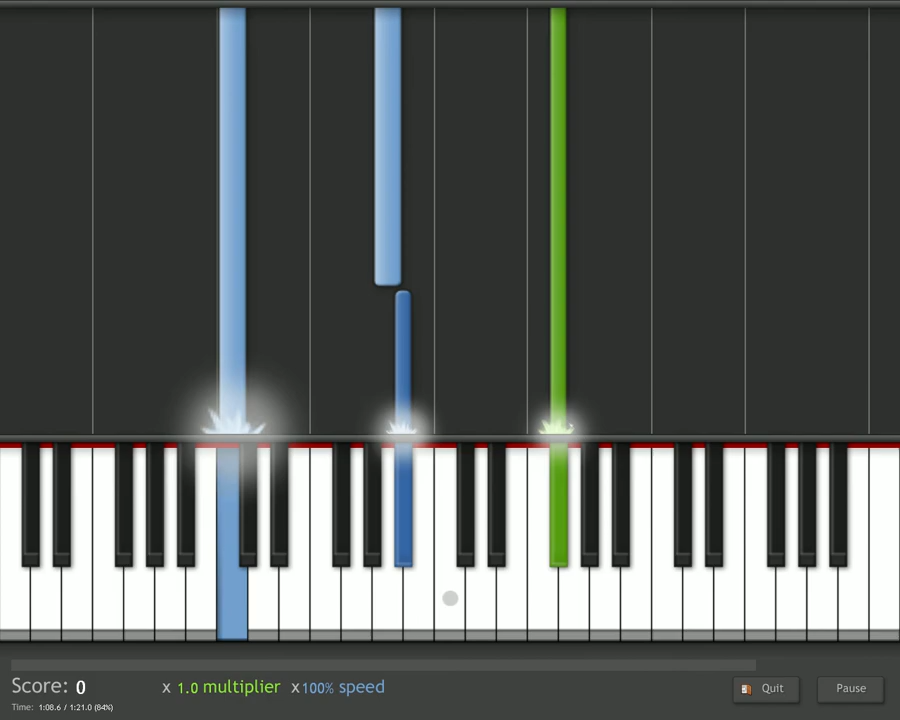 Score: 0 x 1.0 multiplier x100% speed Quit Pause
Time: 1:08.6 / 1:21.0 (84%)